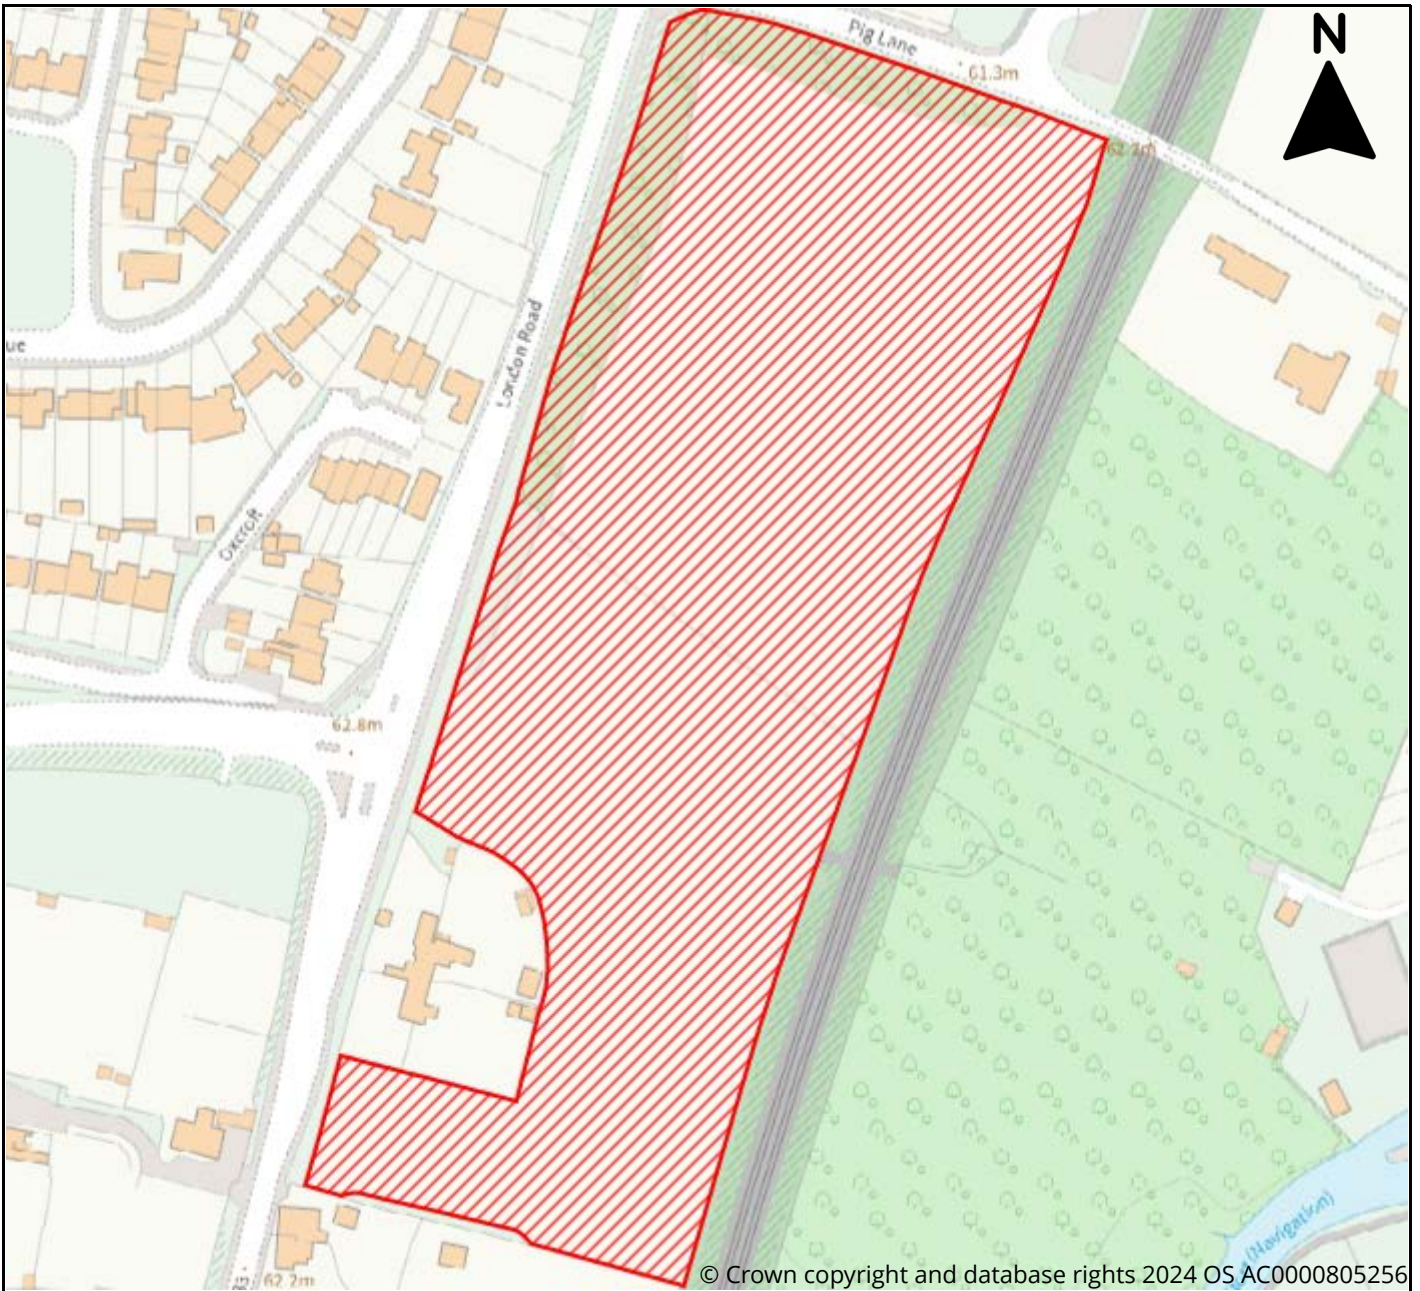 N
Pig Lane
61.3m
London Road
ue
Oxcroft
62.8m
(Navigation)
62.2m
© Crown copyright and database rights 2024 OS AC0000805256